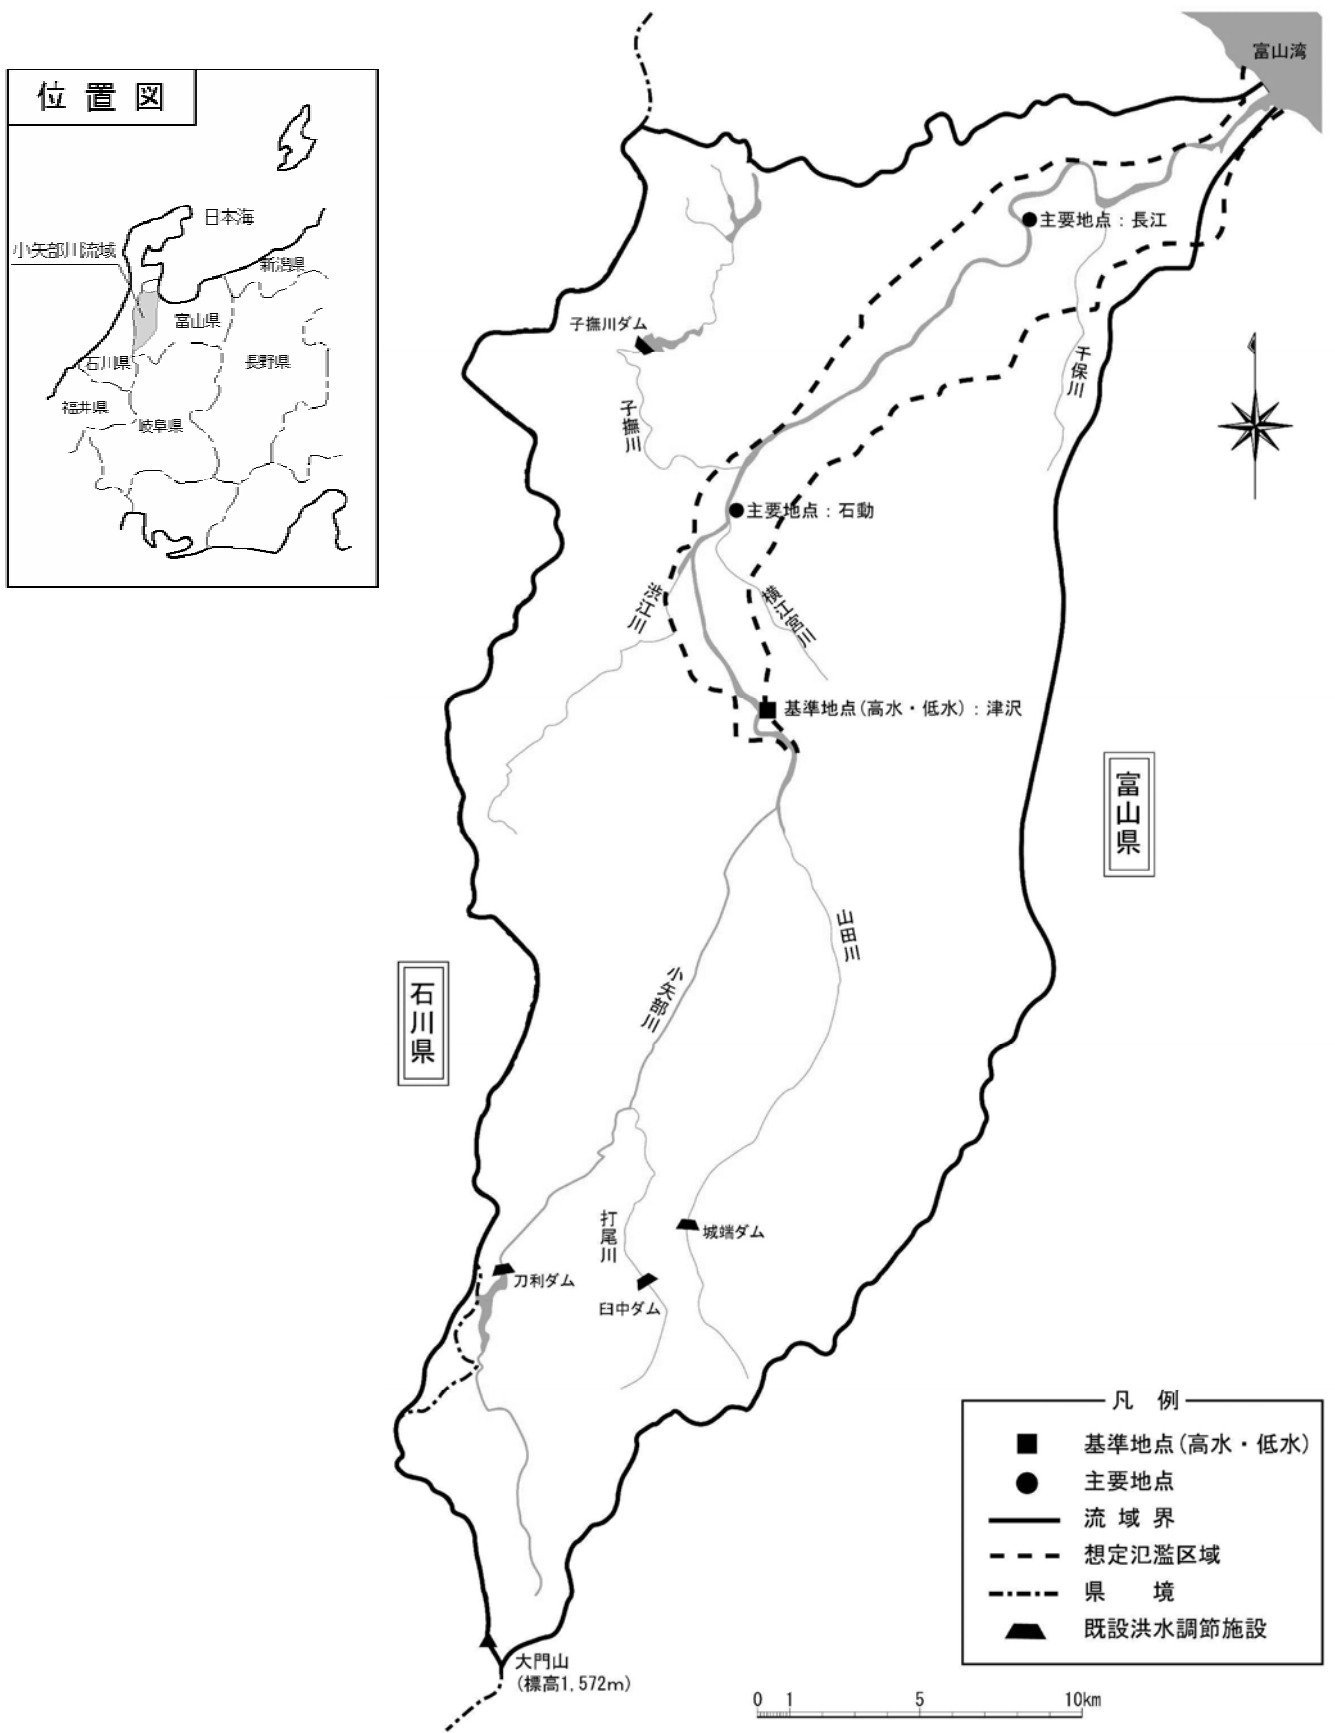 位置図
日本海
小矢部川流域
新潟県
富山県
石川県
長野県
福井県
岐阜県
富山湾
主要地点：長江
子撫川ダム
千保川
子撫川
主要地点：石動
渋江川
横江宮川
基準地点(高水・低水)：津沢
富山県
山田川
石川県
小矢部川
打尾川
城端ダム
刀利ダム
臼中ダム
大門山
(標高1,572m)
凡　例
基準地点(高水・低水)
主要地点
流域界
想定氾濫区域
県　境
既設洪水調節施設
0 1 5 10km